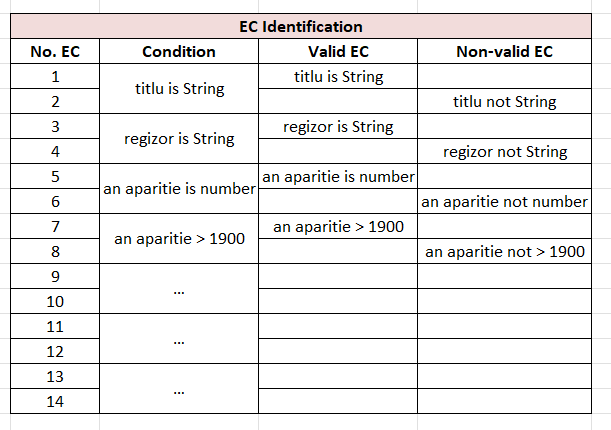 EC Identification
No. EC Condition Valid EC Non-valid EC
1 titlu is String titlu is String
2 titlu not String
3 regizor is String regizor is String
4 regizor not String
5 an aparitie is number an aparitie is number
6 an aparitie not number
7 an aparitie > 1900 an aparitie > 1900
8 an aparitie not > 1900
9 ...
10
11 ...
12
13 ...
14